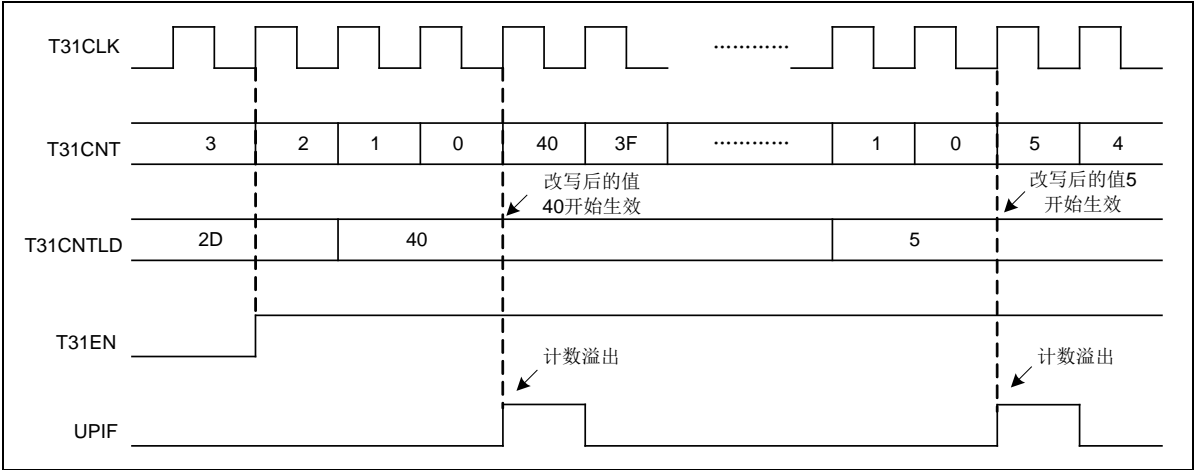 T31CLK
…………
T31CNT 3 2 1 0 40 3F ………… 1 0 5 4
改写后的值
40开始生效
改写后的值5
开始生效
T31CNTLD 2D 40 5
T31EN
计数溢出 计数溢出
UPIF